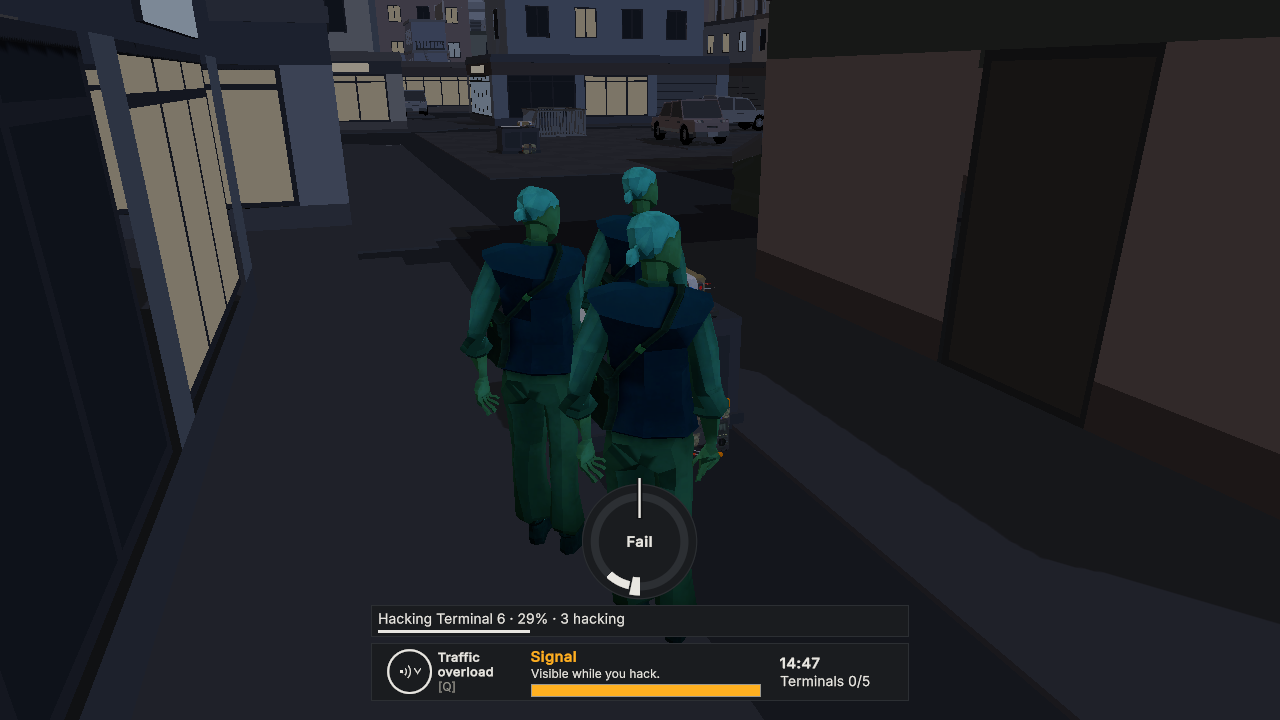 Fail
Hacking Terminal 6 · 29% · 3 hacking
Traffic
overload
[Q]
Signal
Visible while you hack.
14:47
Terminals 0/5